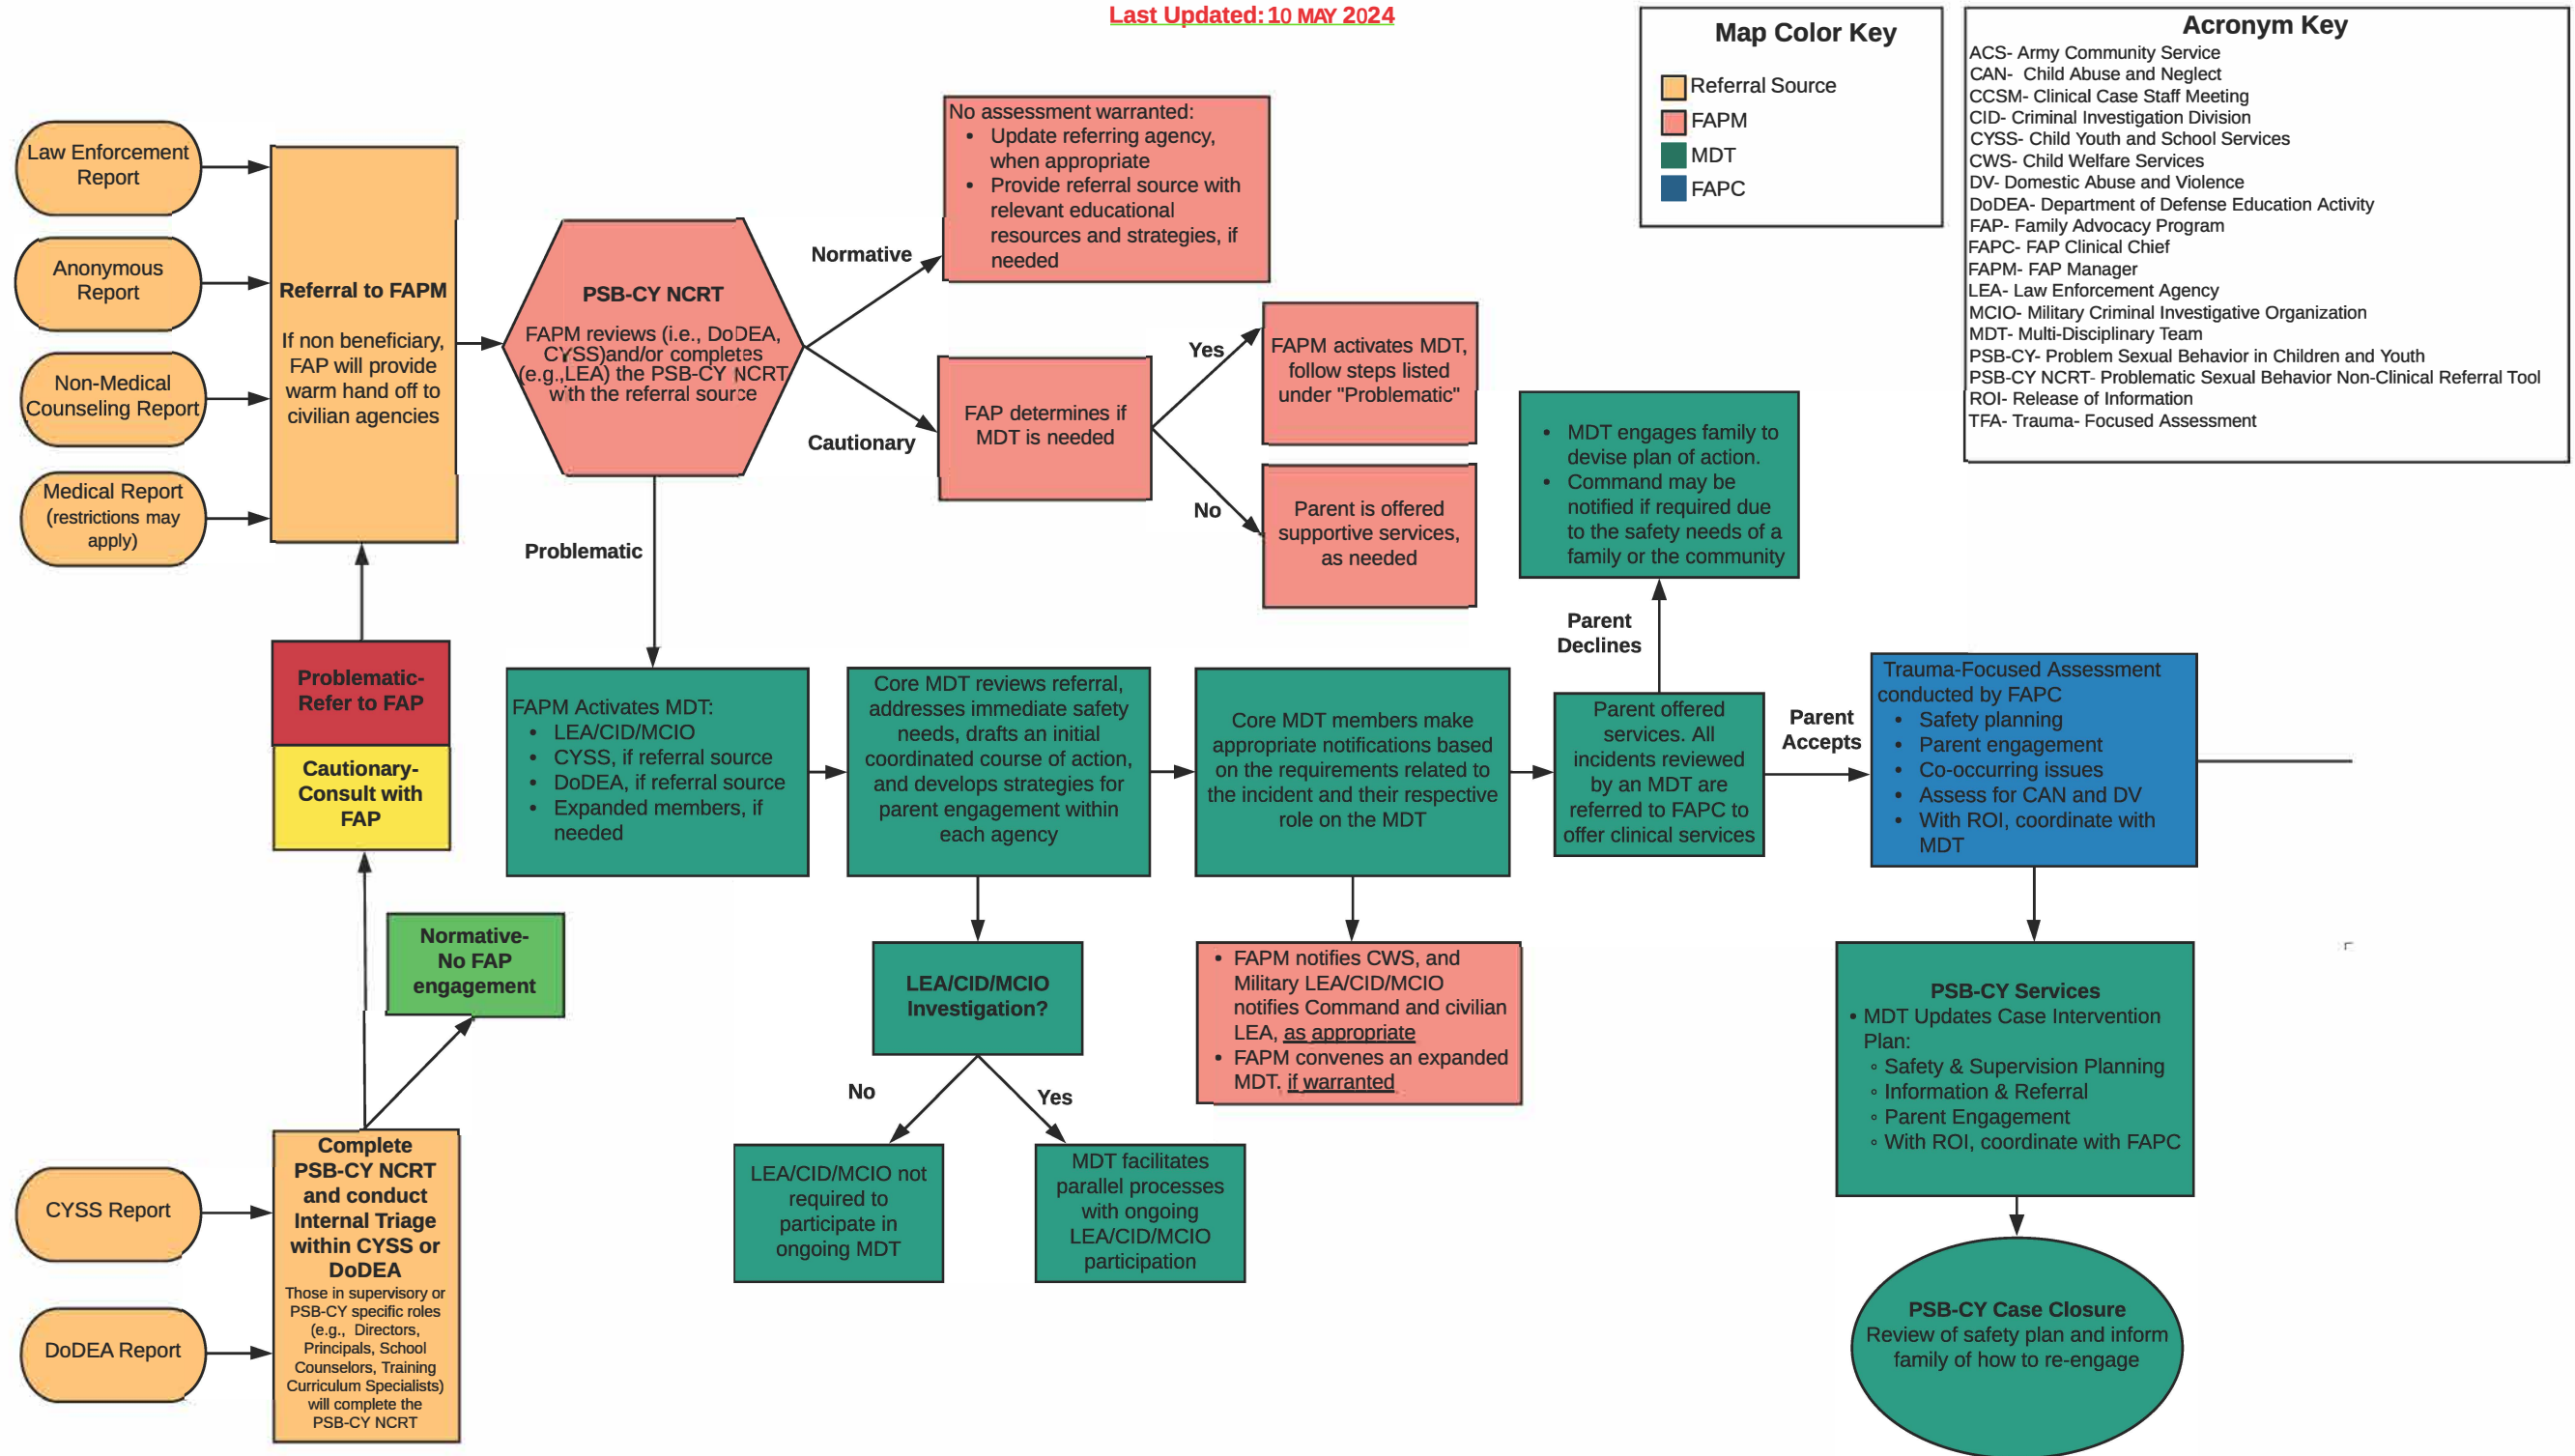 Last Updated: 10 MAY 2024
Map Color Key
Referral Source
FAPM
MDT
FAPC
Acronym Key
ACS- Army Community Service
CAN- Child Abuse and Neglect
CCSM- Clinical Case Staff Meeting
CID- Criminal Investigation Division
CYSS- Child Youth and School Services
CWS- Child Welfare Services
DV- Domestic Abuse and Violence
DoDEA- Department of Defense Education Activity
FAP- Family Advocacy Program
FAPC- FAP Clinical Chief
FAPM- FAP Manager
LEA- Law Enforcement Agency
MCIO- Military Criminal Investigative Organization
MDT- Multi-Disciplinary Team
PSB-CY- Problem Sexual Behavior in Children and Youth
PSB-CY NCRT- Problematic Sexual Behavior Non-Clinical Referral Tool
ROI- Release of Information
TFA- Trauma- Focused Assessment
Law Enforcement
Report
Anonymous
Report
Non-Medical
Counseling Report
Medical Report
(restrictions may
apply)
Referral to FAPM
If non beneficiary,
FAP will provide
warm hand off to
civilian agencies
PSB-CY NCRT
FAPM reviews (i.e., DoDEA,
CYSS)and/or completes
(e.g.,LEA) the PSB-CY NCRT
with the referral source
Normative
No assessment warranted:
• Update referring agency,
when appropriate
• Provide referral source with
relevant educational
resources and strategies, if
needed
Cautionary
FAP determines if
MDT is needed
Yes
FAPM activates MDT,
follow steps listed
under "Problematic"
No
Parent is offered
supportive services,
as needed
Problematic
Problematic-
Refer to FAP
Cautionary-
Consult with
FAP
Normative-
No FAP
engagement
CYSS Report
DoDEA Report
Complete
PSB-CY NCRT
and conduct
Internal Triage
within CYSS or
DoDEA
Those in supervisory or
PSB-CY specific roles
(e.g., Directors,
Principals, School
Counselors, Training
Curriculum Specialists)
will complete the
PSB-CY NCRT
FAPM Activates MDT:
• LEA/CID/MCIO
• CYSS, if referral source
• DoDEA, if referral source
• Expanded members, if
needed
Core MDT reviews referral,
addresses immediate safety
needs, drafts an initial
coordinated course of action,
and develops strategies for
parent engagement within
each agency
LEA/CID/MCIO
Investigation?
No
Yes
LEA/CID/MCIO not
required to
participate in
ongoing MDT
MDT facilitates
parallel processes
with ongoing
LEA/CID/MCIO
participation
Core MDT members make
appropriate notifications based
on the requirements related to
the incident and their respective
role on the MDT
• FAPM notifies CWS, and
Military LEA/CID/MCIO
notifies Command and civilian
LEA, as appropriate
• FAPM convenes an expanded
MDT. if warranted
Parent offered
services. All
incidents reviewed
by an MDT are
referred to FAPC to
offer clinical services
Parent
Declines
• MDT engages family to
devise plan of action.
• Command may be
notified if required due
to the safety needs of a
family or the community
Parent
Accepts
Trauma-Focused Assessment
conducted by FAPC
• Safety planning
• Parent engagement
• Co-occurring issues
• Assess for CAN and DV
• With ROI, coordinate with
MDT
PSB-CY Services
• MDT Updates Case Intervention
Plan:
◦ Safety & Supervision Planning
◦ Information & Referral
◦ Parent Engagement
◦ With ROI, coordinate with FAPC
PSB-CY Case Closure
Review of safety plan and inform
family of how to re-engage